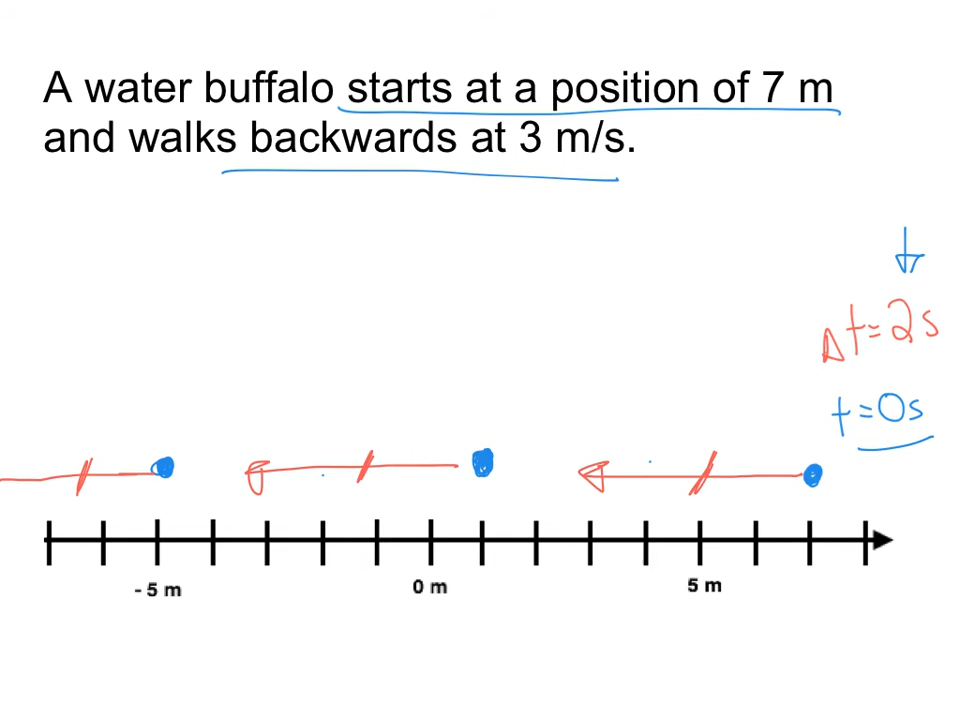 A water buffalo starts at a position of 7 m
and walks backwards at 3 m/s.
Δt=2s
t=0s
- 5 m
0 m
5 m